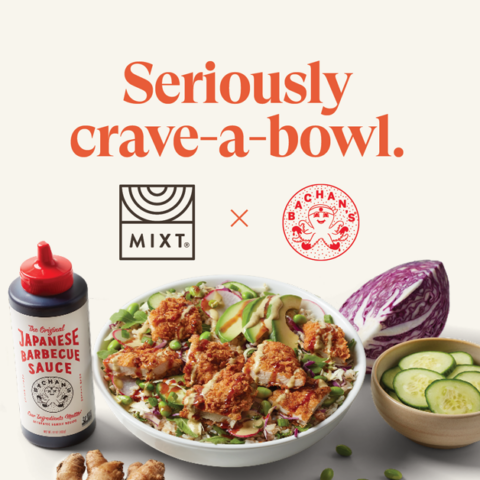 Seriously
crave-a-bowl.
MIXT®
×
BACHAN'S
The Original
JAPANESE
BARBECUE
SAUCE
BACHAN'S